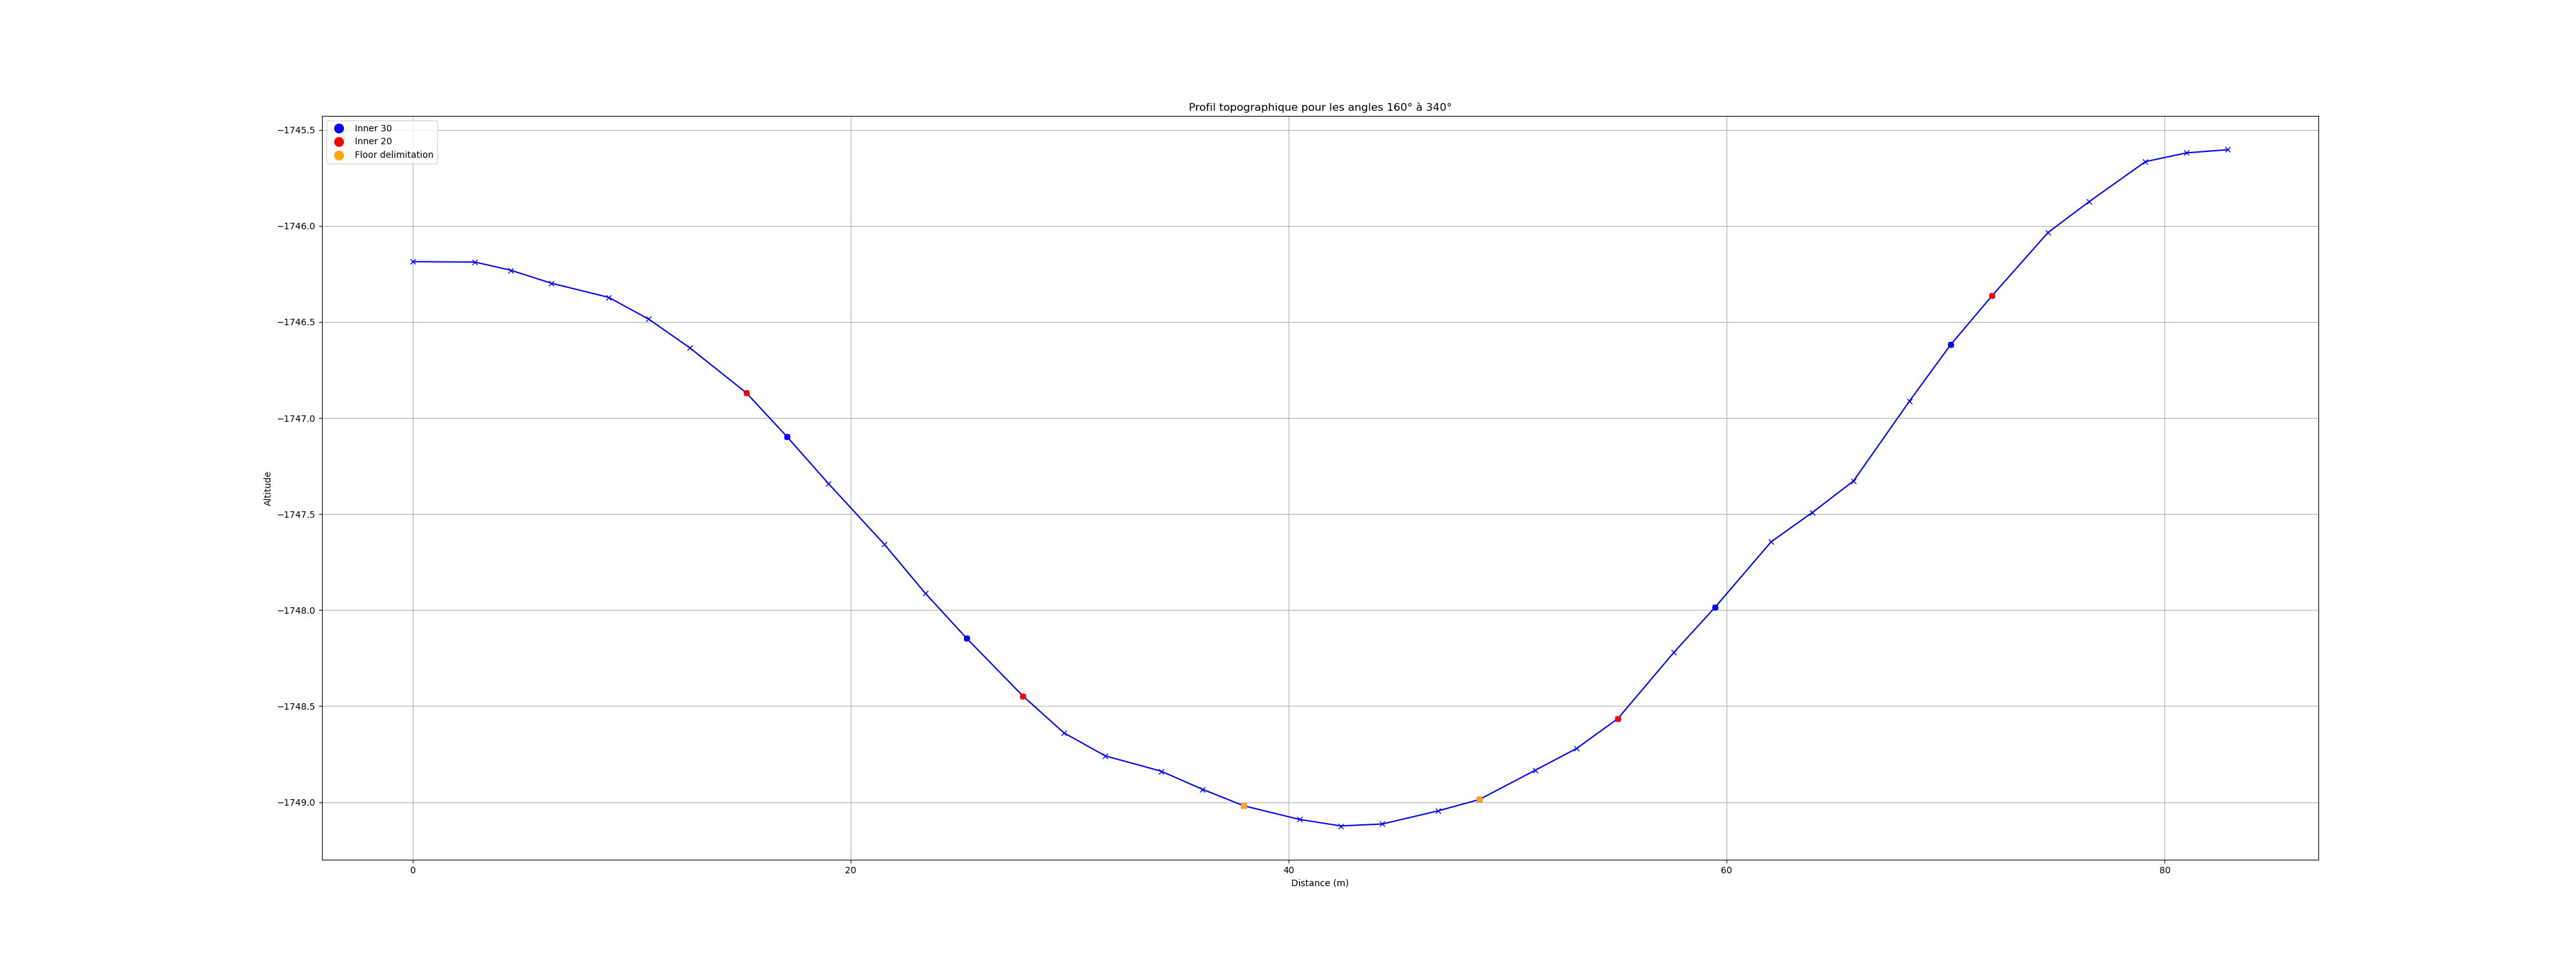 Profil topographique pour les angles 160° à 340°
Inner 30
Inner 20
Floor delimitation
−1745.5
−1746.0
−1746.5
−1747.0
−1747.5
−1748.0
−1748.5
−1749.0
Altitude
0 20 40 60 80
Distance (m)